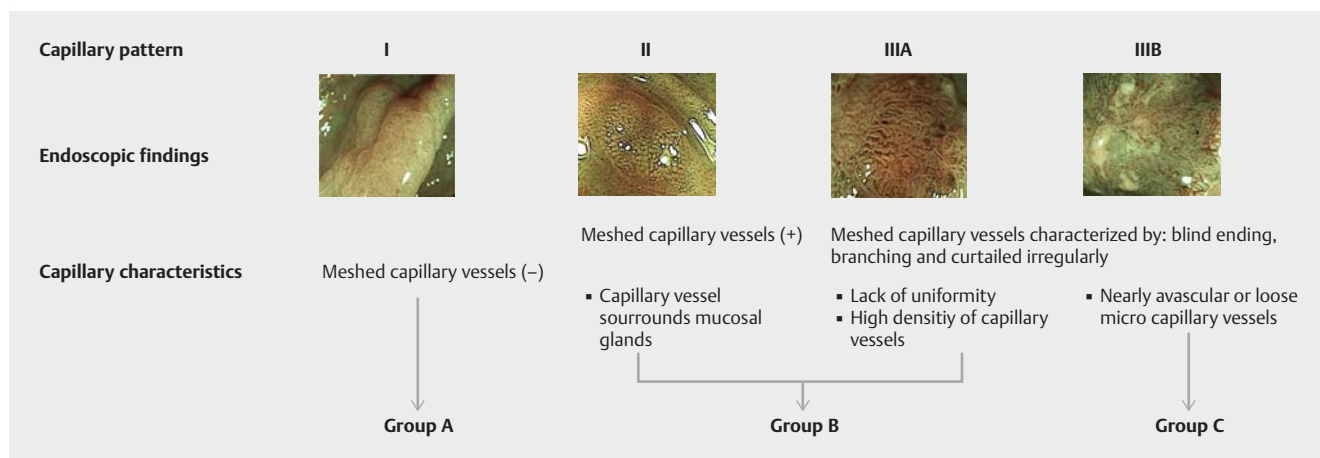 Capillary pattern I II IIIA IIIB
Endoscopic findings
Meshed capillary vessels (+) Meshed capillary vessels characterized by: blind ending,
branching and curtailed irregularly
Capillary characteristics Meshed capillary vessels (–)
▪ Capillary vessel ▪ Lack of uniformity ▪ Nearly avascular or loose
sourrounds mucosal ▪ High densitiy of capillary micro capillary vessels
glands vessels
Group A Group B Group C